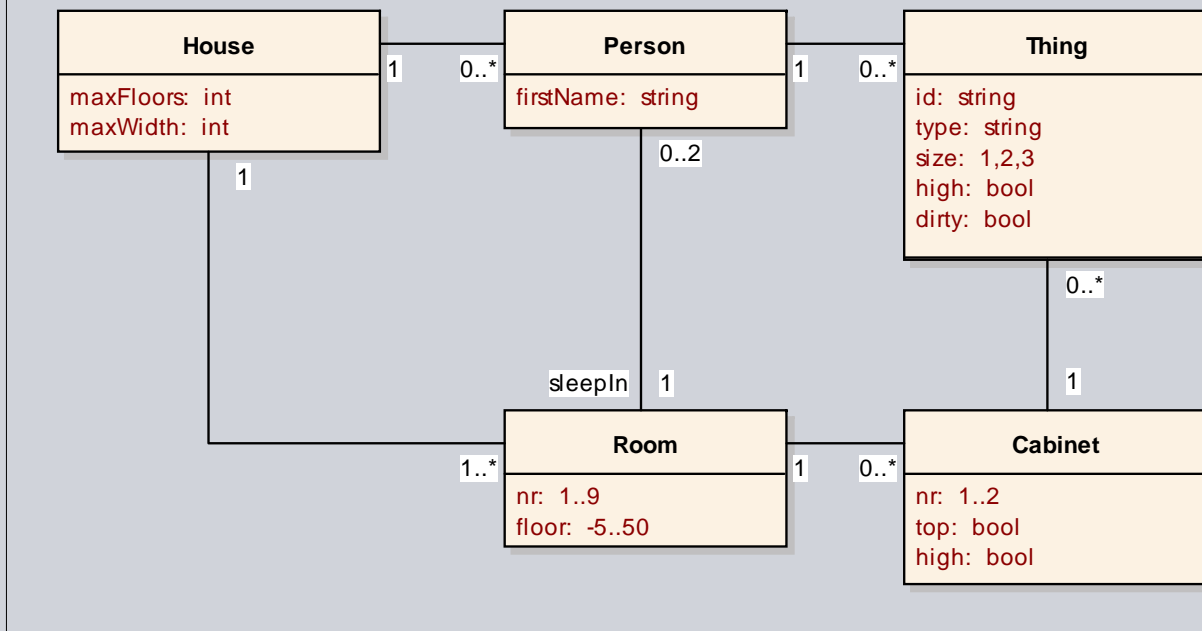 House
maxFloors: int
maxWidth: int
1
0..*
Person
firstName: string
1
0..*
Thing
id: string
type: string
size: 1,2,3
high: bool
dirty: bool
1
0..2
0..*
sleepIn
1
1
1..*
Room
nr: 1..9
floor: -5..50
1
0..*
Cabinet
nr: 1..2
top: bool
high: bool